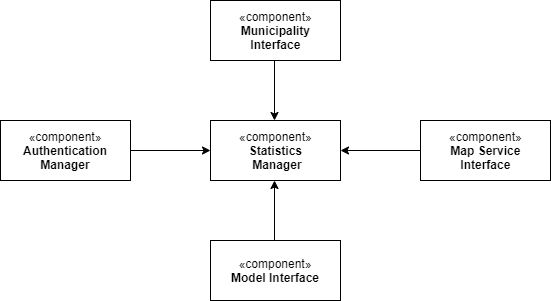 «component»
Municipality
Interface
«component»
Authentication
Manager
«component»
Statistics
Manager
«component»
Map Service
Interface
«component»
Model Interface